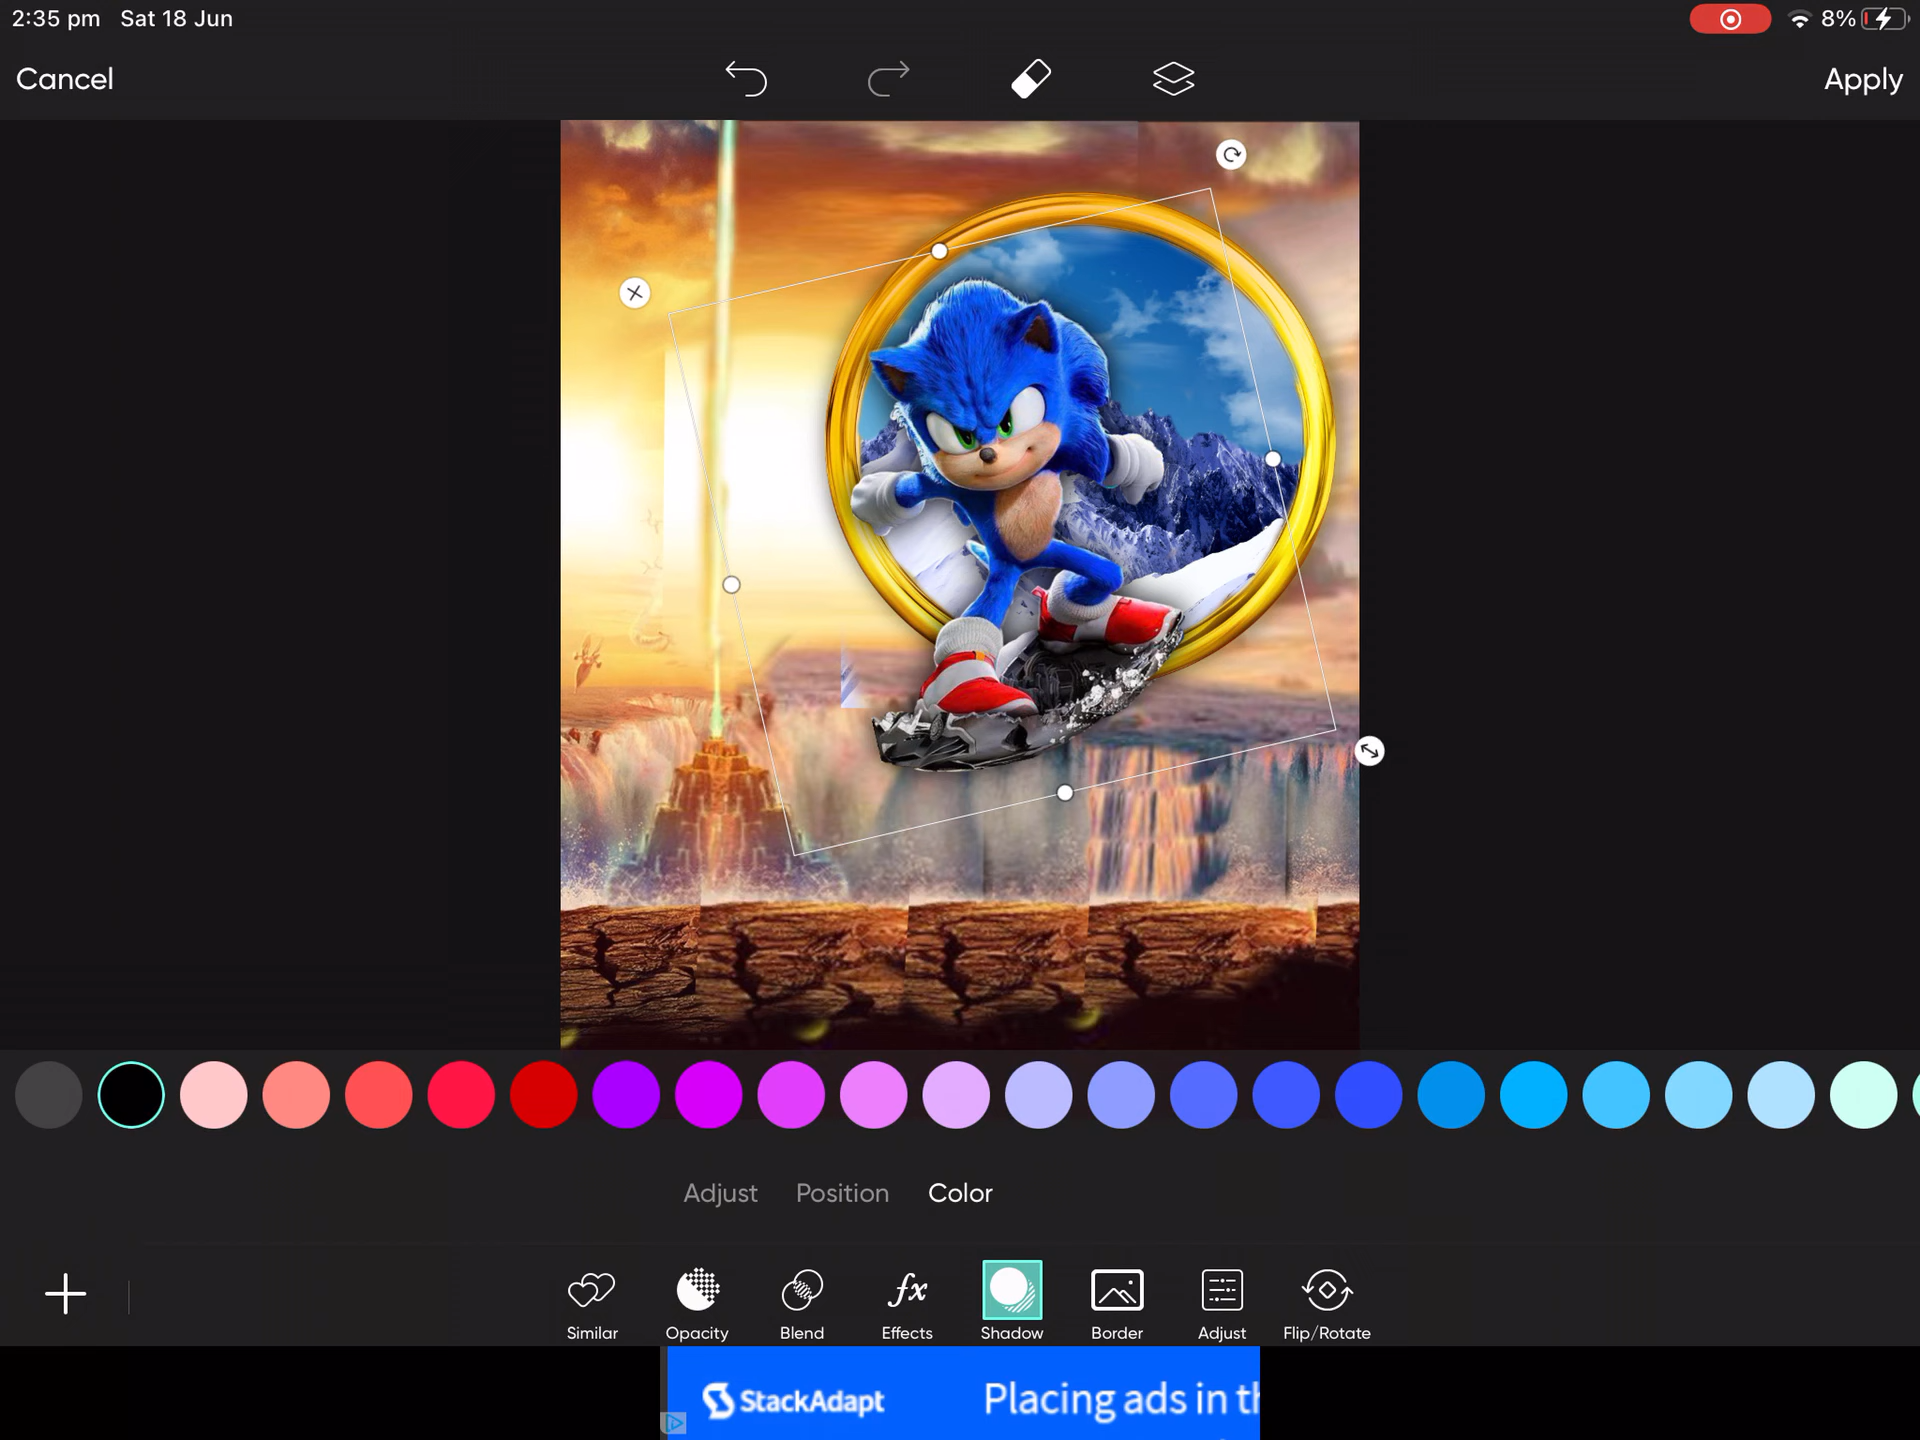 2:35 pm Sat 18 Jun 8%
Cancel Apply
Adjust Position Color
Similar Opacity Blend Effects Shadow Border Adjust Flip/Rotate
StackAdapt Placing ads in